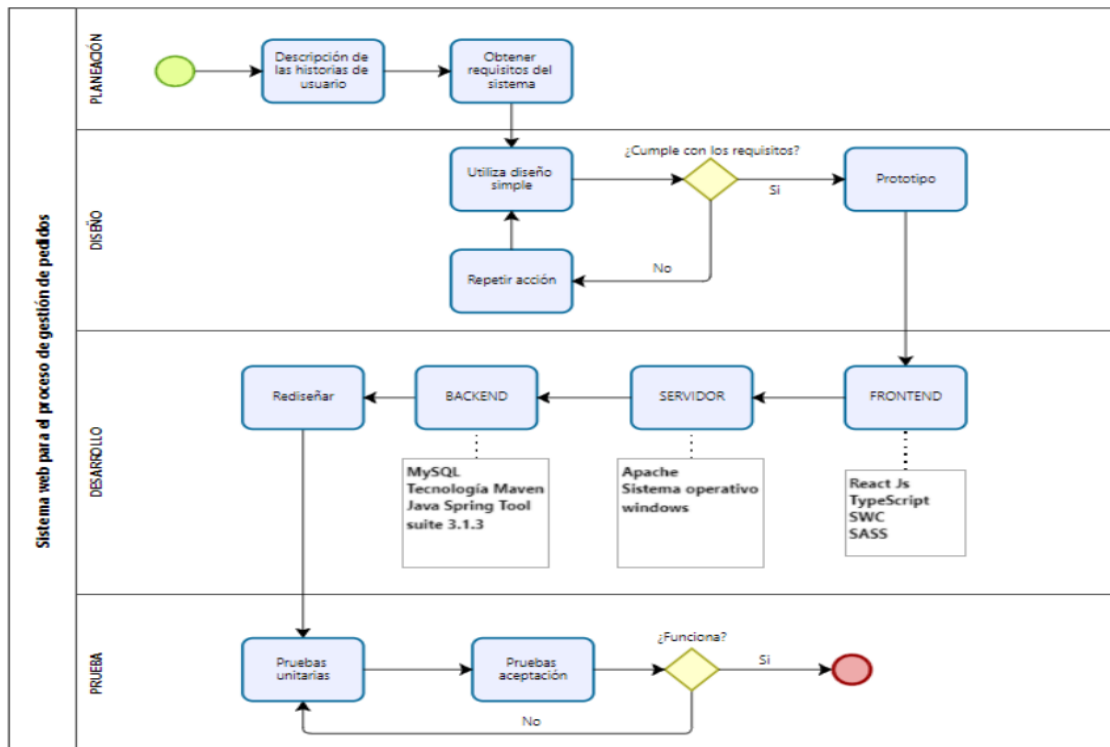 Sistema web para el proceso de gestión de pedidos
PLANEACIÓN
Descripción de
las historias de
usuario
Obtener
requisitos del
sistema
DISEÑO
Utiliza diseño
simple
¿Cumple con los requisitos?
Si
Prototipo
No
Repetir acción
DESARROLLO
Rediseñar
BACKEND
SERVIDOR
FRONTEND
MySQL
Tecnología Maven
Java Spring Tool
suite 3.1.3
Apache
Sistema operativo
windows
React Js
TypeScript
SWC
SASS
PRUEBA
Pruebas
unitarias
Pruebas
aceptación
¿Funciona?
Si
No